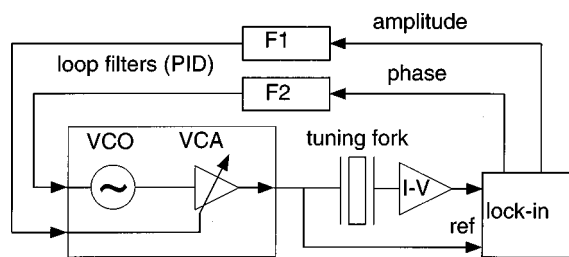 amplitude
F1
loop filters (PID)
phase
F2
VCO
VCA
tuning fork
~
I-V
lock-in
ref